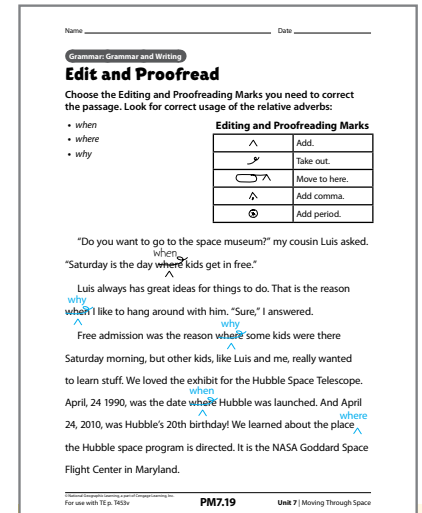 Name Date
Grammar: Grammar and Writing
Edit and Proofread
Choose the Editing and Proofreading Marks you need to correct
the passage. Look for correct usage of the relative adverbs:
• when
• where
• why
Editing and Proofreading Marks
Add.
Take out.
Move to here.
Add comma.
Add period.
“Do you want to go to the space museum?” my cousin Luis asked.
when
“Saturday is the day where kids get in free.”
Luis always has great ideas for things to do. That is the reason
why
when I like to hang around with him. “Sure,” I answered.
why
Free admission was the reason where some kids were there
Saturday morning, but other kids, like Luis and me, really wanted
to learn stuff. We loved the exhibit for the Hubble Space Telescope.
when
April, 24 1990, was the date where Hubble was launched. And April
where
24, 2010, was Hubble’s 20th birthday! We learned about the place
the Hubble space program is directed. It is the NASA Goddard Space
Flight Center in Maryland.
© National Geographic Learning, a part of Cengage Learning, Inc.
For use with TE p. T453v PM7.19 Unit 7 | Moving Through Space